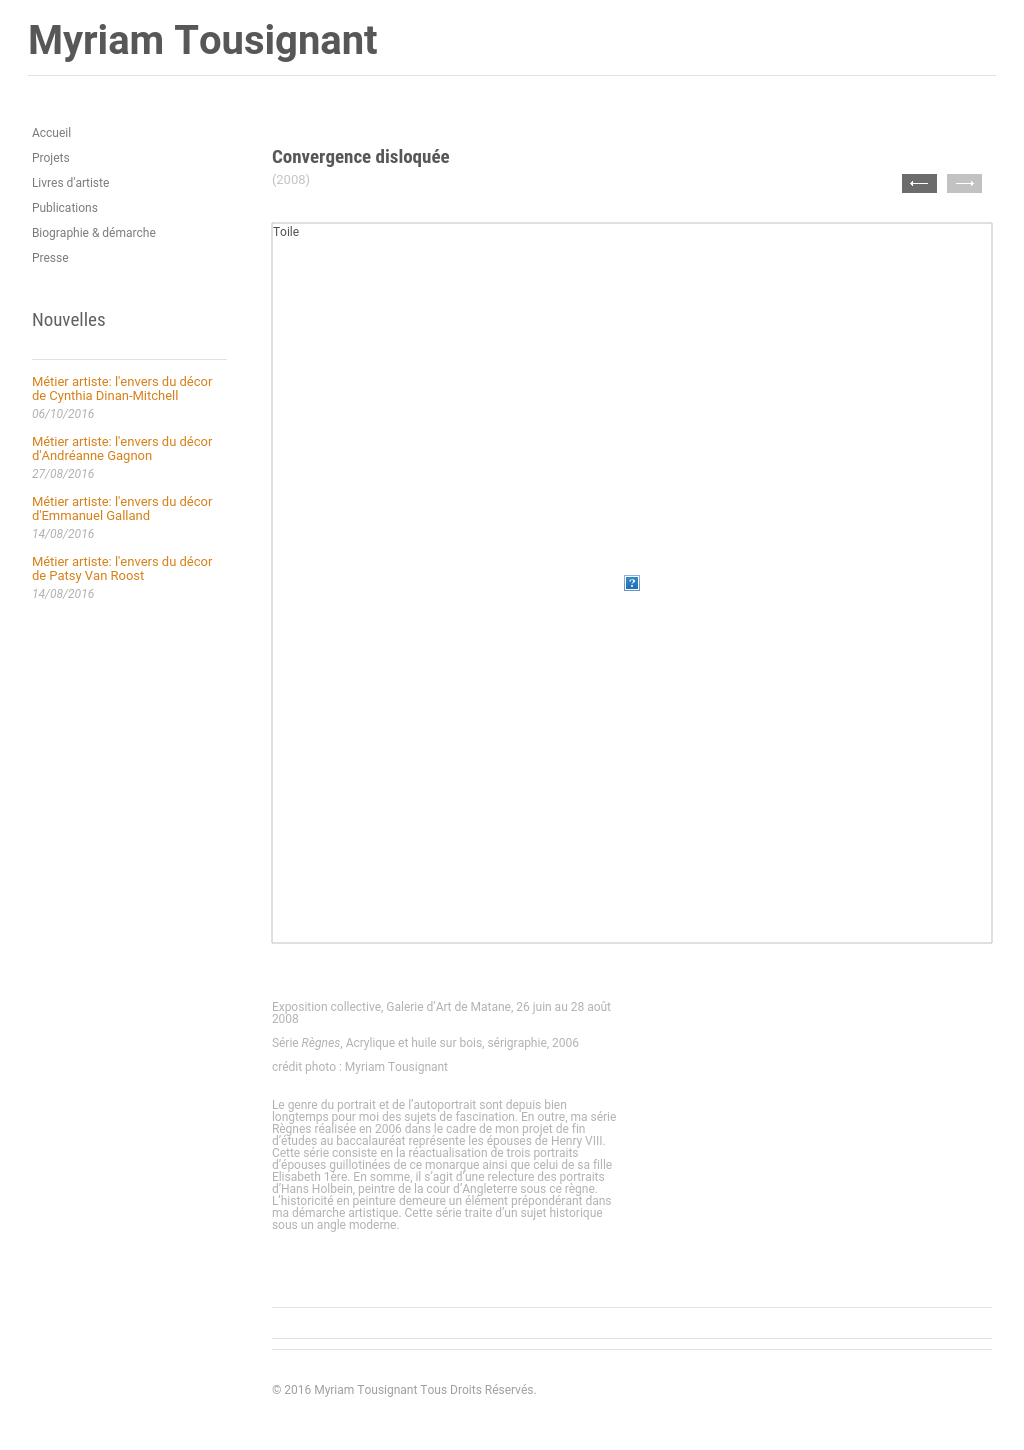 Myriam Tousignant
Accueil
Projets
Livres d'artiste
Publications
Biographie & démarche
Presse
Nouvelles
Métier artiste: l'envers du décor
de Cynthia Dinan-Mitchell
06/10/2016
Métier artiste: l'envers du décor
d'Andréanne Gagnon
27/08/2016
Métier artiste: l'envers du décor
d'Emmanuel Galland
14/08/2016
Métier artiste: l'envers du décor
de Patsy Van Roost
14/08/2016
Convergence disloquée
(2008)
Toile
Exposition collective, Galerie d'Art de Matane, 26 juin au 28 août
2008
Série Règnes, Acrylique et huile sur bois, sérigraphie, 2006
crédit photo : Myriam Tousignant
Le genre du portrait et de l'autoportrait sont depuis bien
longtemps pour moi des sujets de fascination. En outre, ma série
Règnes réalisée en 2006 dans le cadre de mon projet de fin
d'études au baccalauréat représente les épouses de Henry VIII.
Cette série consiste en la réactualisation de trois portraits
d'épouses guillotinées de ce monarque ainsi que celui de sa fille
Elisabeth 1ère. En somme, il s'agit d'une relecture des portraits
d'Hans Holbein, peintre de la cour d'Angleterre sous ce règne.
L'historicité en peinture demeure un élément prépondérant dans
ma démarche artistique. Cette série traite d'un sujet historique
sous un angle moderne.
© 2016 Myriam Tousignant Tous Droits Réservés.